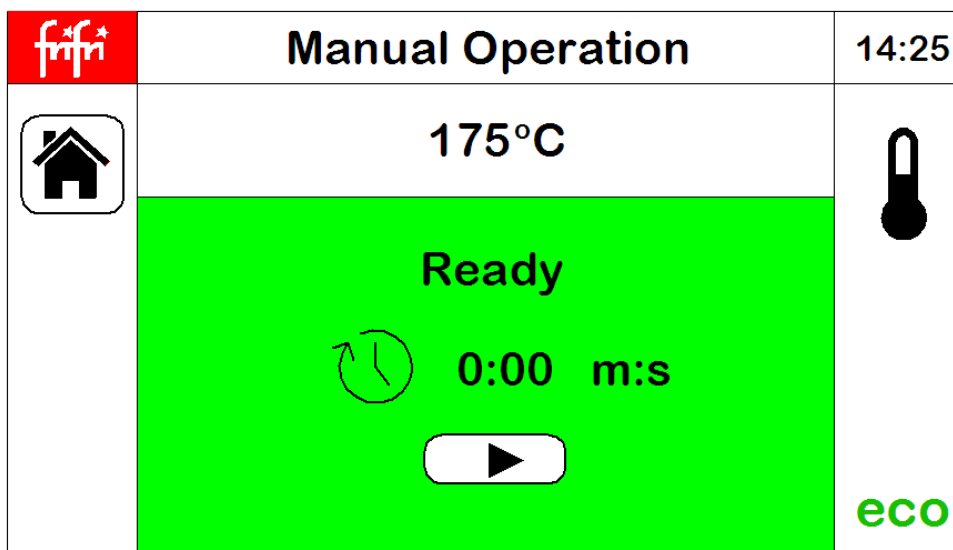 frifri
Manual Operation
14:25
175°C
Ready
0:00 m:s
eco